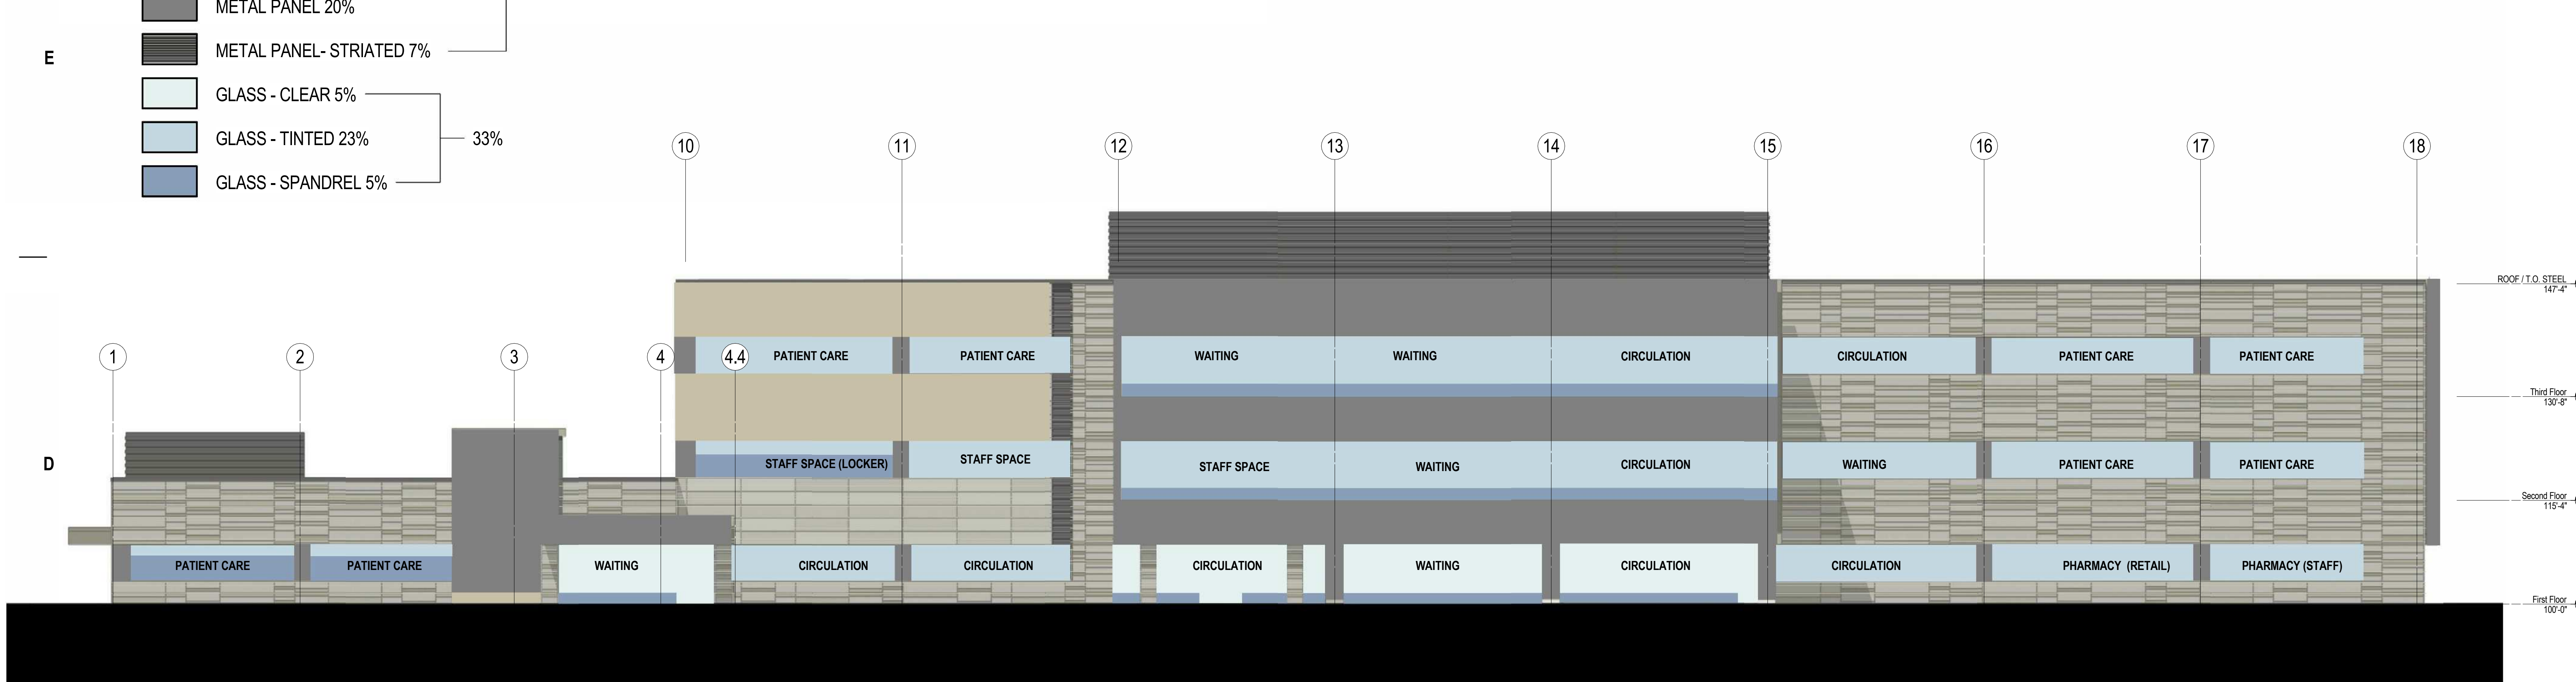 METAL PANEL 20%
E
METAL PANEL- STRIATED 7%
GLASS - CLEAR 5%
GLASS - TINTED 23%
33%
GLASS - SPANDREL 5%
10
11
12
13
14
15
16
17
18
ROOF / T.O. STEEL
147'-4"
1
2
3
4
4.4
PATIENT CARE
PATIENT CARE
WAITING
WAITING
CIRCULATION
CIRCULATION
PATIENT CARE
PATIENT CARE
Third Floor
130'-8"
D
STAFF SPACE (LOCKER)
STAFF SPACE
STAFF SPACE
WAITING
CIRCULATION
WAITING
PATIENT CARE
PATIENT CARE
Second Floor
115'-4"
PATIENT CARE
PATIENT CARE
WAITING
CIRCULATION
CIRCULATION
CIRCULATION
WAITING
CIRCULATION
CIRCULATION
PHARMACY (RETAIL)
PHARMACY (STAFF)
First Floor
100'-0"